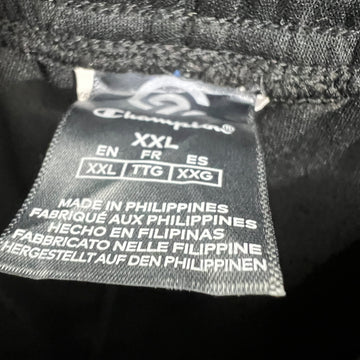 Champion®
XXL
EN FR ES
XXL TTG XXG
MADE IN PHILIPPINES
FABRIQUÉ AUX PHILIPPINES
HECHO EN FILIPINAS
FABBRICATO NELLE FILIPPINE
HERGESTELLT AUF DEN PHILIPPINEN